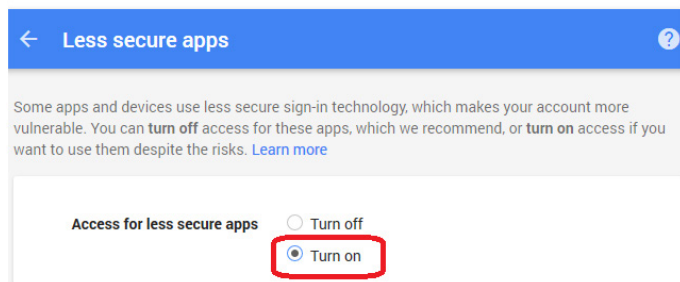 Less secure apps
Some apps and devices use less secure sign-in technology, which makes your account more
vulnerable. You can turn off access for these apps, which we recommend, or turn on access if you
want to use them despite the risks. Learn more
Access for less secure apps Turn off
Turn on